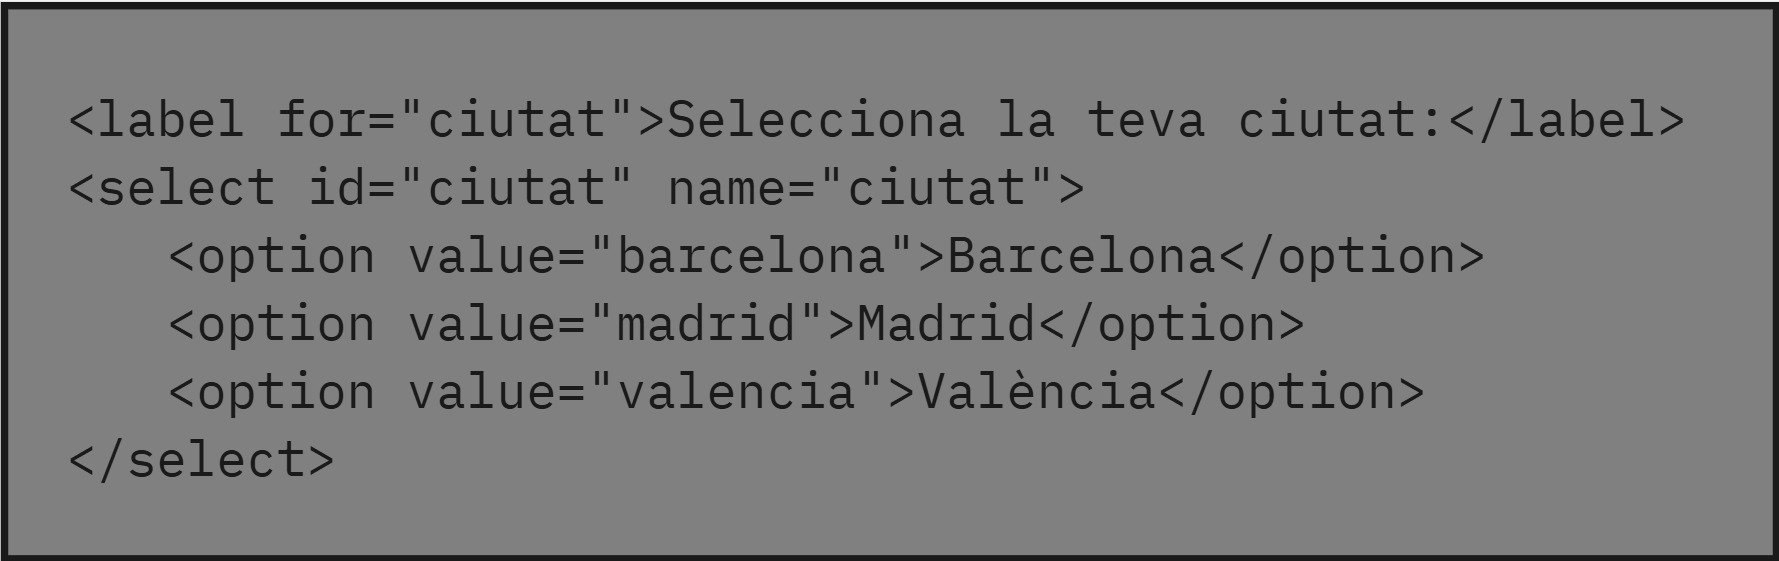 <label for="ciutat">Selecciona la teva ciutat:</label>
<select id="ciutat" name="ciutat">
   <option value="barcelona">Barcelona</option>
   <option value="madrid">Madrid</option>
   <option value="valencia">València</option>
</select>